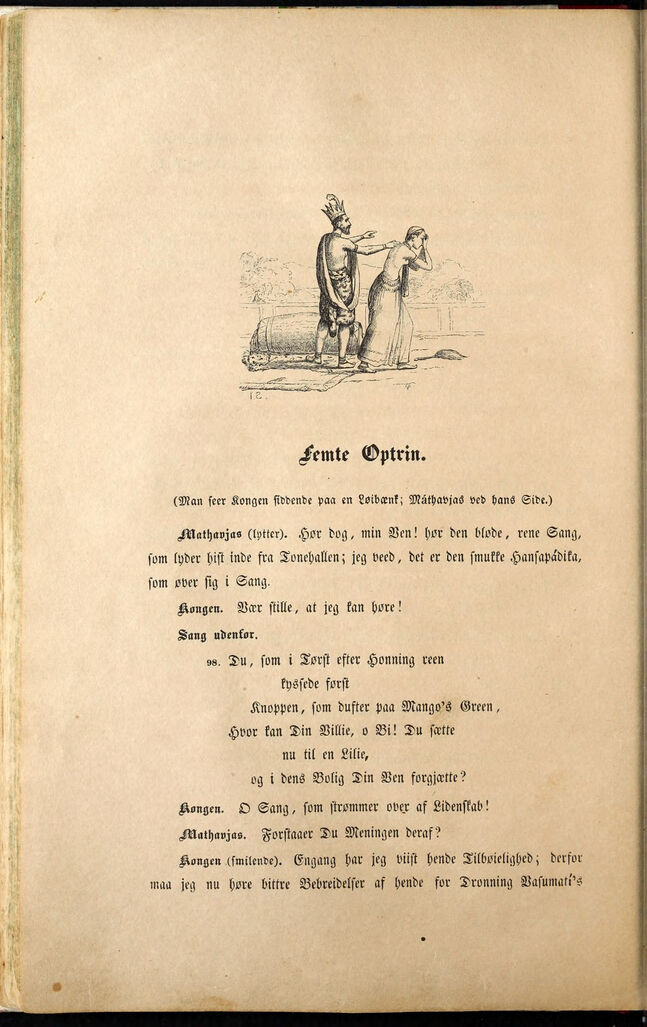 Femte Optrin.
(Man seer Kongen siddende paa en Løibænk; Máthavjas ved hans Side.)
Mathavjas (lytter). Hør dog, min Ven! hør den bløde, rene Sang,
som lyder hist inde fra Tonehallen; jeg veed, det er den smukke Hansapádika,
som øver sig i Sang.
Kongen. Vær stille, at jeg kan høre!
Sang udenfor.
98. Du, som i Tørst efter Honning reen
kyssede først
Knoppen, som dufter paa Mango's Green,
Hvor kan Din Villie, o Bi! Du sætte
nu til en Lilie,
og i dens Bolig Din Ven forgjætte?
Kongen. O Sang, som strømmer over af Lidenskab!
Mathavjas. Forstaaer Du Meningen deraf?
Kongen (smilende). Engang har jeg viist hende Tilbøielighed; derfor
maa jeg nu høre bittre Bebreidelser af hende for Dronning Vasumatí's